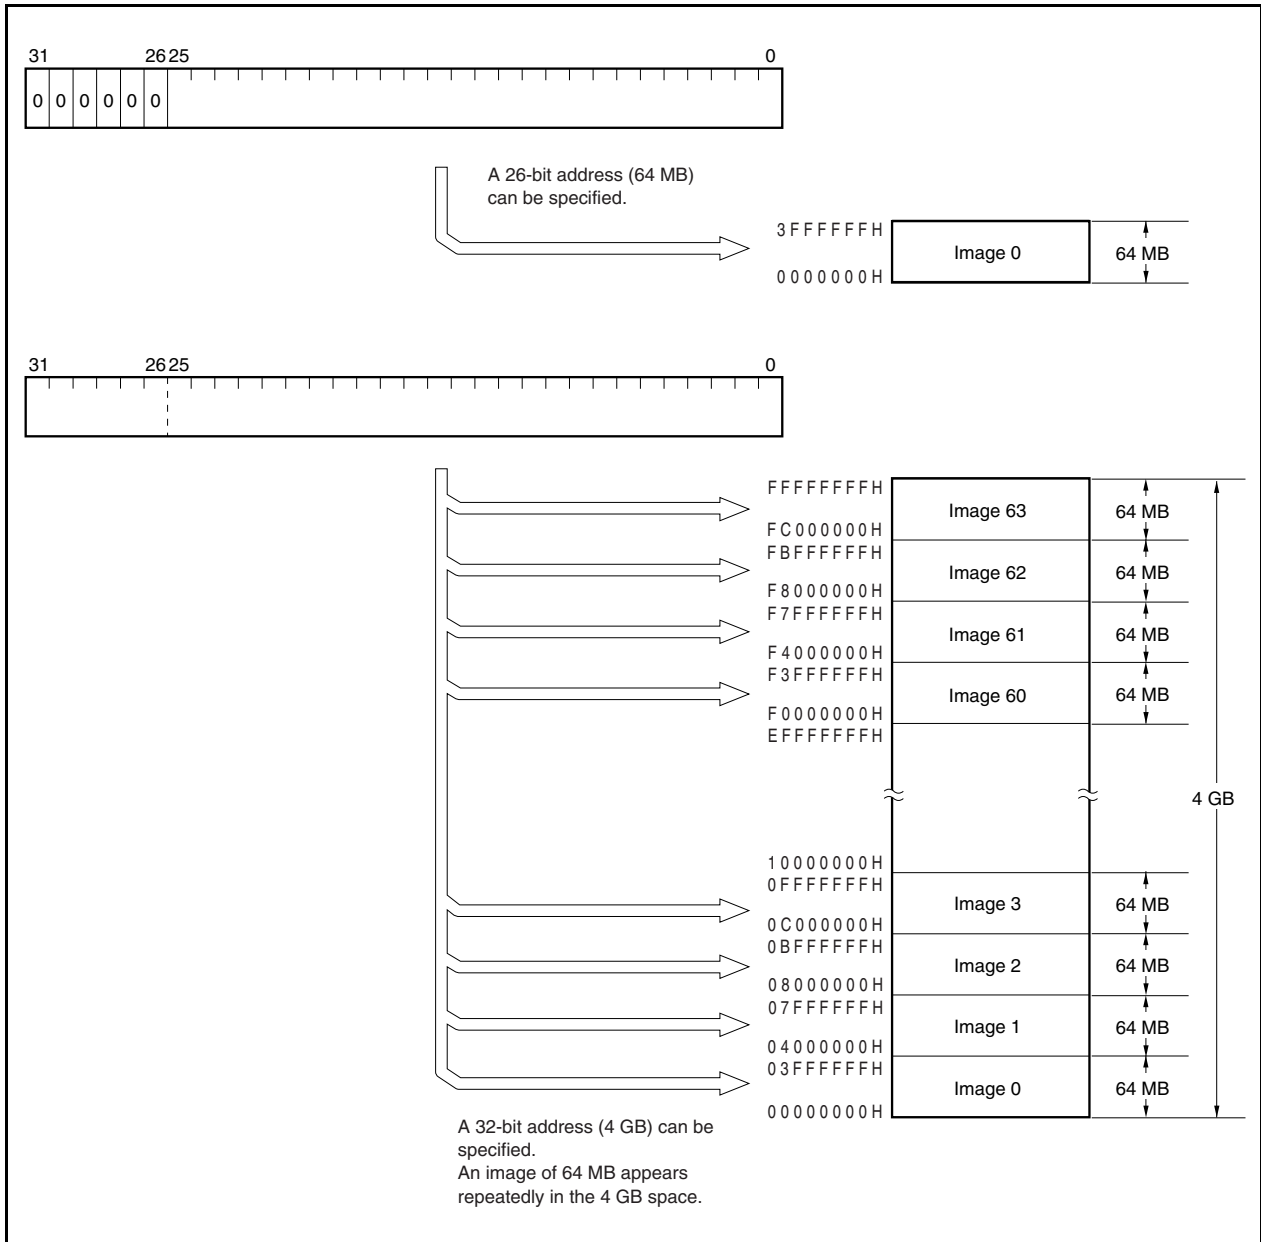 31 26 25 0
0 0 0 0 0 0
A 26-bit address (64 MB)
can be specified.
3FFFFFFH
Image 0
64 MB
0000000H
31 26 25 0
FFFFFFFFH
Image 63
64 MB
FC000000H
FBFFFFFFH
Image 62
64 MB
F8000000H
F7FFFFFFH
Image 61
64 MB
F4000000H
F3FFFFFFH
Image 60
64 MB
F0000000H
EFFFFFFFH
4 GB
10000000H
0FFFFFFFH
Image 3
64 MB
0C000000H
0BFFFFFFH
Image 2
64 MB
08000000H
07FFFFFFH
Image 1
64 MB
04000000H
03FFFFFFH
Image 0
64 MB
00000000H
A 32-bit address (4 GB) can be
specified.
An image of 64 MB appears
repeatedly in the 4 GB space.